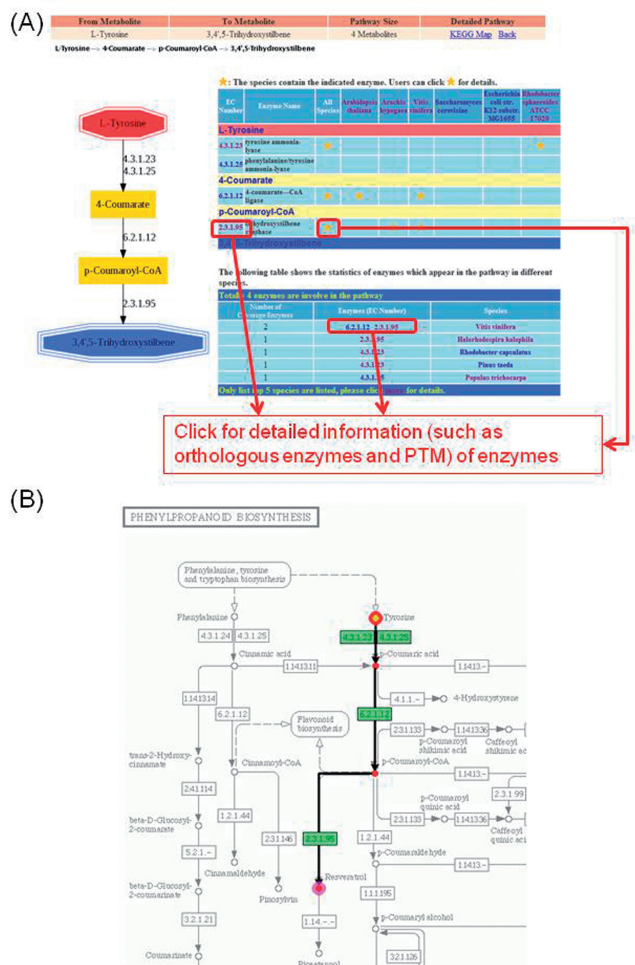 (A)
From Metabolite To Metabolite Pathway Size Detailed Pathway
L-Tyrosine 3,4',5-Trihydroxystilbene 4 Metabolites KEGG Map Back
L-Tyrosine → 4-Coumarate → p-Coumaroyl-CoA → 3,4',5-Trihydroxystilbene
L-Tyrosine
4.3.1.23
4.3.1.25
4-Coumarate
6.2.1.12
p-Coumaroyl-CoA
2.3.1.95
3,4',5-Trihydroxystilbene
★: The species contain the indicated enzyme. Users can click ★ for details.
EC Number Enzyme Name All Species Arabidopsis thaliana Arachis hypogaea Vitis vinifera Saccharomyces cerevisiae Escherichia coli str. K12 substr. MG1655 Rhodobacter sphaeroides ATCC 17029
L-Tyrosine
4.3.1.23 tyrosine ammonia-lyase ★ ★
4.3.1.25 phenylalanine/tyrosine ammonia-lyase
4-Coumarate
6.2.1.12 4-coumarate—CoA ligase ★ ★ ★
p-Coumaroyl-CoA
2.3.1.95 trihydroxystilbene synthase ★ ★ ★
The following table shows the statistics of enzymes which appear in the pathway in different
species.
Totally 4 enzymes are involve in the pathway
Number of Coverage Enzymes Enzymes (EC Number) Species
2 6.2.1.12 2.3.1.95 Vitis vinifera
1 2.3.1.95 Halorhodospira halophila
1 4.3.1.23 Rhodobacter capsulatus
1 4.3.1.23 Pinus taeda
1 Populus trichocarpa
Only list top 5 species are listed, please click for details.
Click for detailed information (such as
orthologous enzymes and PTM) of enzymes
(B)
PHENYLPROPANOID BIOSYNTHESIS
Phenylalanine, tyrosine
and tryptophan biosynthesis
Phenylalanine Tyrosine
4.3.1.24 4.3.1.25 4.3.1.23 4.3.1.25
Cinnamic acid p-Coumaric acid
1.14.13.11 1.14.13.-
1.14.13.14 4.1.1.- 4-Hydroxystyrene
6.2.1.12 6.2.1.12
Flavonoid
biosynthesis
2.3.1.133 p-Coumaroyl shikimic acid 1.14.13.36 Caffeoyl shikimic acid
trans-2-Hydroxy-
cinnamate
Cinnamoyl-CoA p-Coumaroyl-CoA
1.14.13.-
2.4.1.114 2.3.1.99
p-Coumaroyl
quinic acid
1.2.1.44 2.3.1.133 1.14.13.36 Caffeoyl quinic acid
beta-D-Glucosyl-
2-coumarate
2.3.1.146 2.3.1.95 1.2.1.44
5.2.1.- p-Coumaraldehyde
Cinnamaldehyde 1.14.13.-
Resveratrol
beta-D-Glucosyl-
2-coumarinate
Pinosylvin 1.1.1.195
3.2.1.21 1.14.-.- p-Coumaryl alcohol
Coumarinate 3.2.1.126